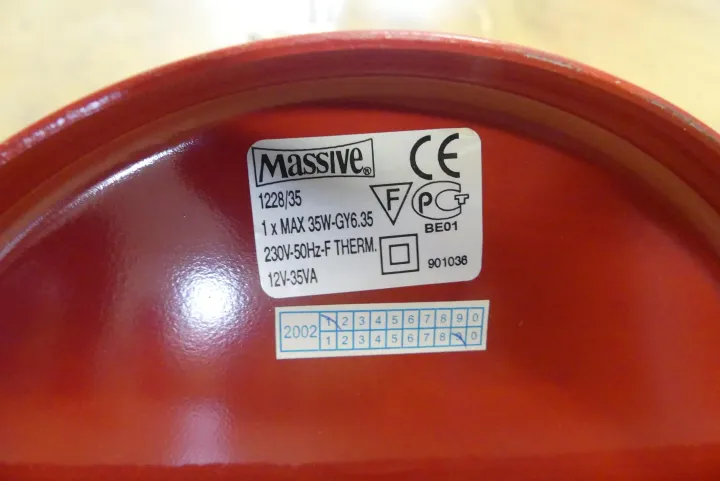 Massive®
1228/35
1 x MAX 35W-GY6.35
230V-50Hz-F THERM.
12V-35VA
CE
F
PCT
BE01
901036
2002
1 2 3 4 5 6 7 8 9 0
1 2 3 4 5 6 7 8 9 0